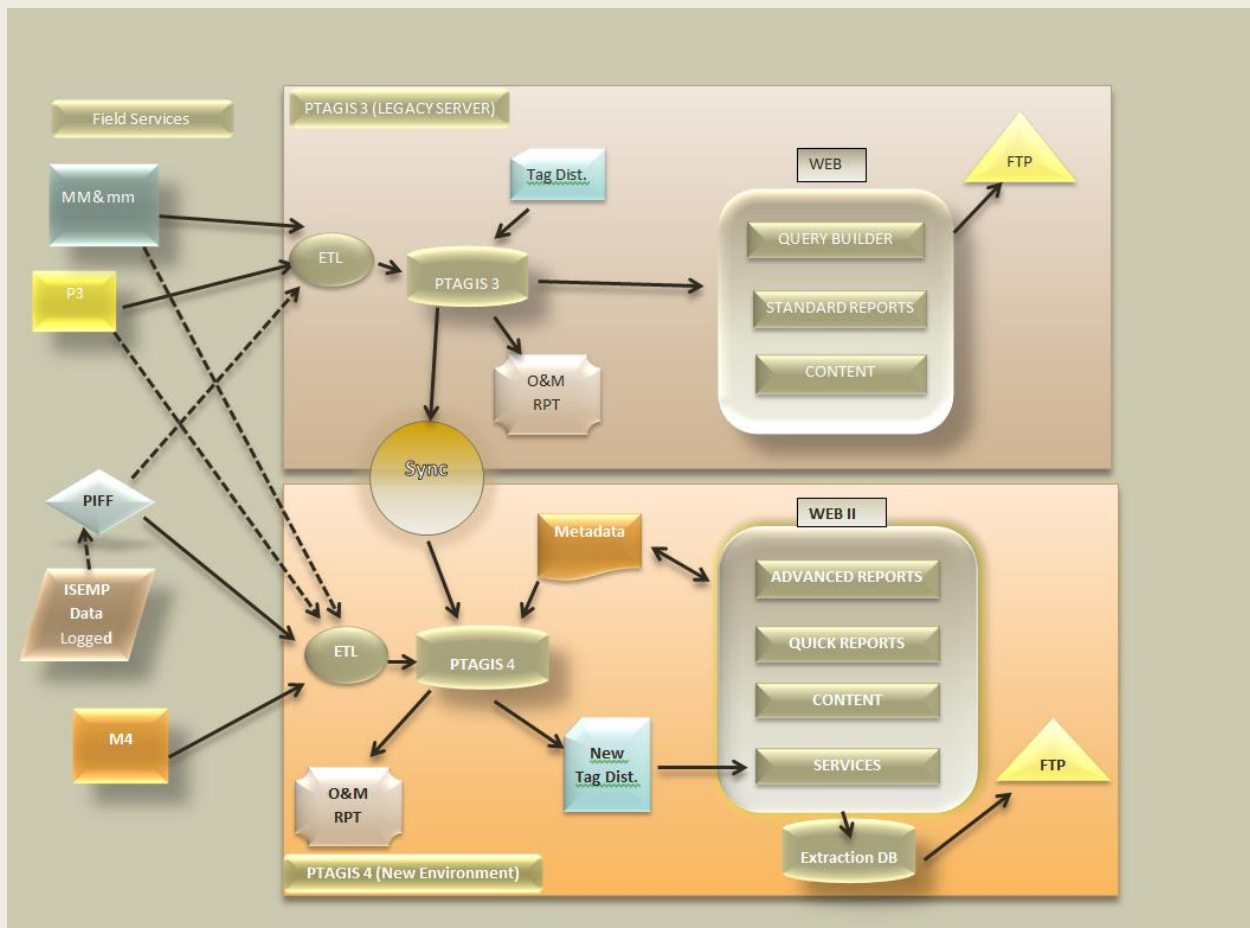 Field Services
MM& mm
P3
PIFF
ISEMP
Data
Logged
M4
PTAGIS 3 (LEGACY SERVER)
Tag Dist.
ETL
PTAGIS 3
O&M
RPT
WEB
QUERY BUILDER
STANDARD REPORTS
CONTENT
FTP
Sync
Metadata
WEB II
ADVANCED REPORTS
QUICK REPORTS
CONTENT
SERVICES
ETL
PTAGIS 4
New
Tag Dist.
O&M
RPT
Extraction DB
FTP
PTAGIS 4 (New Environment)